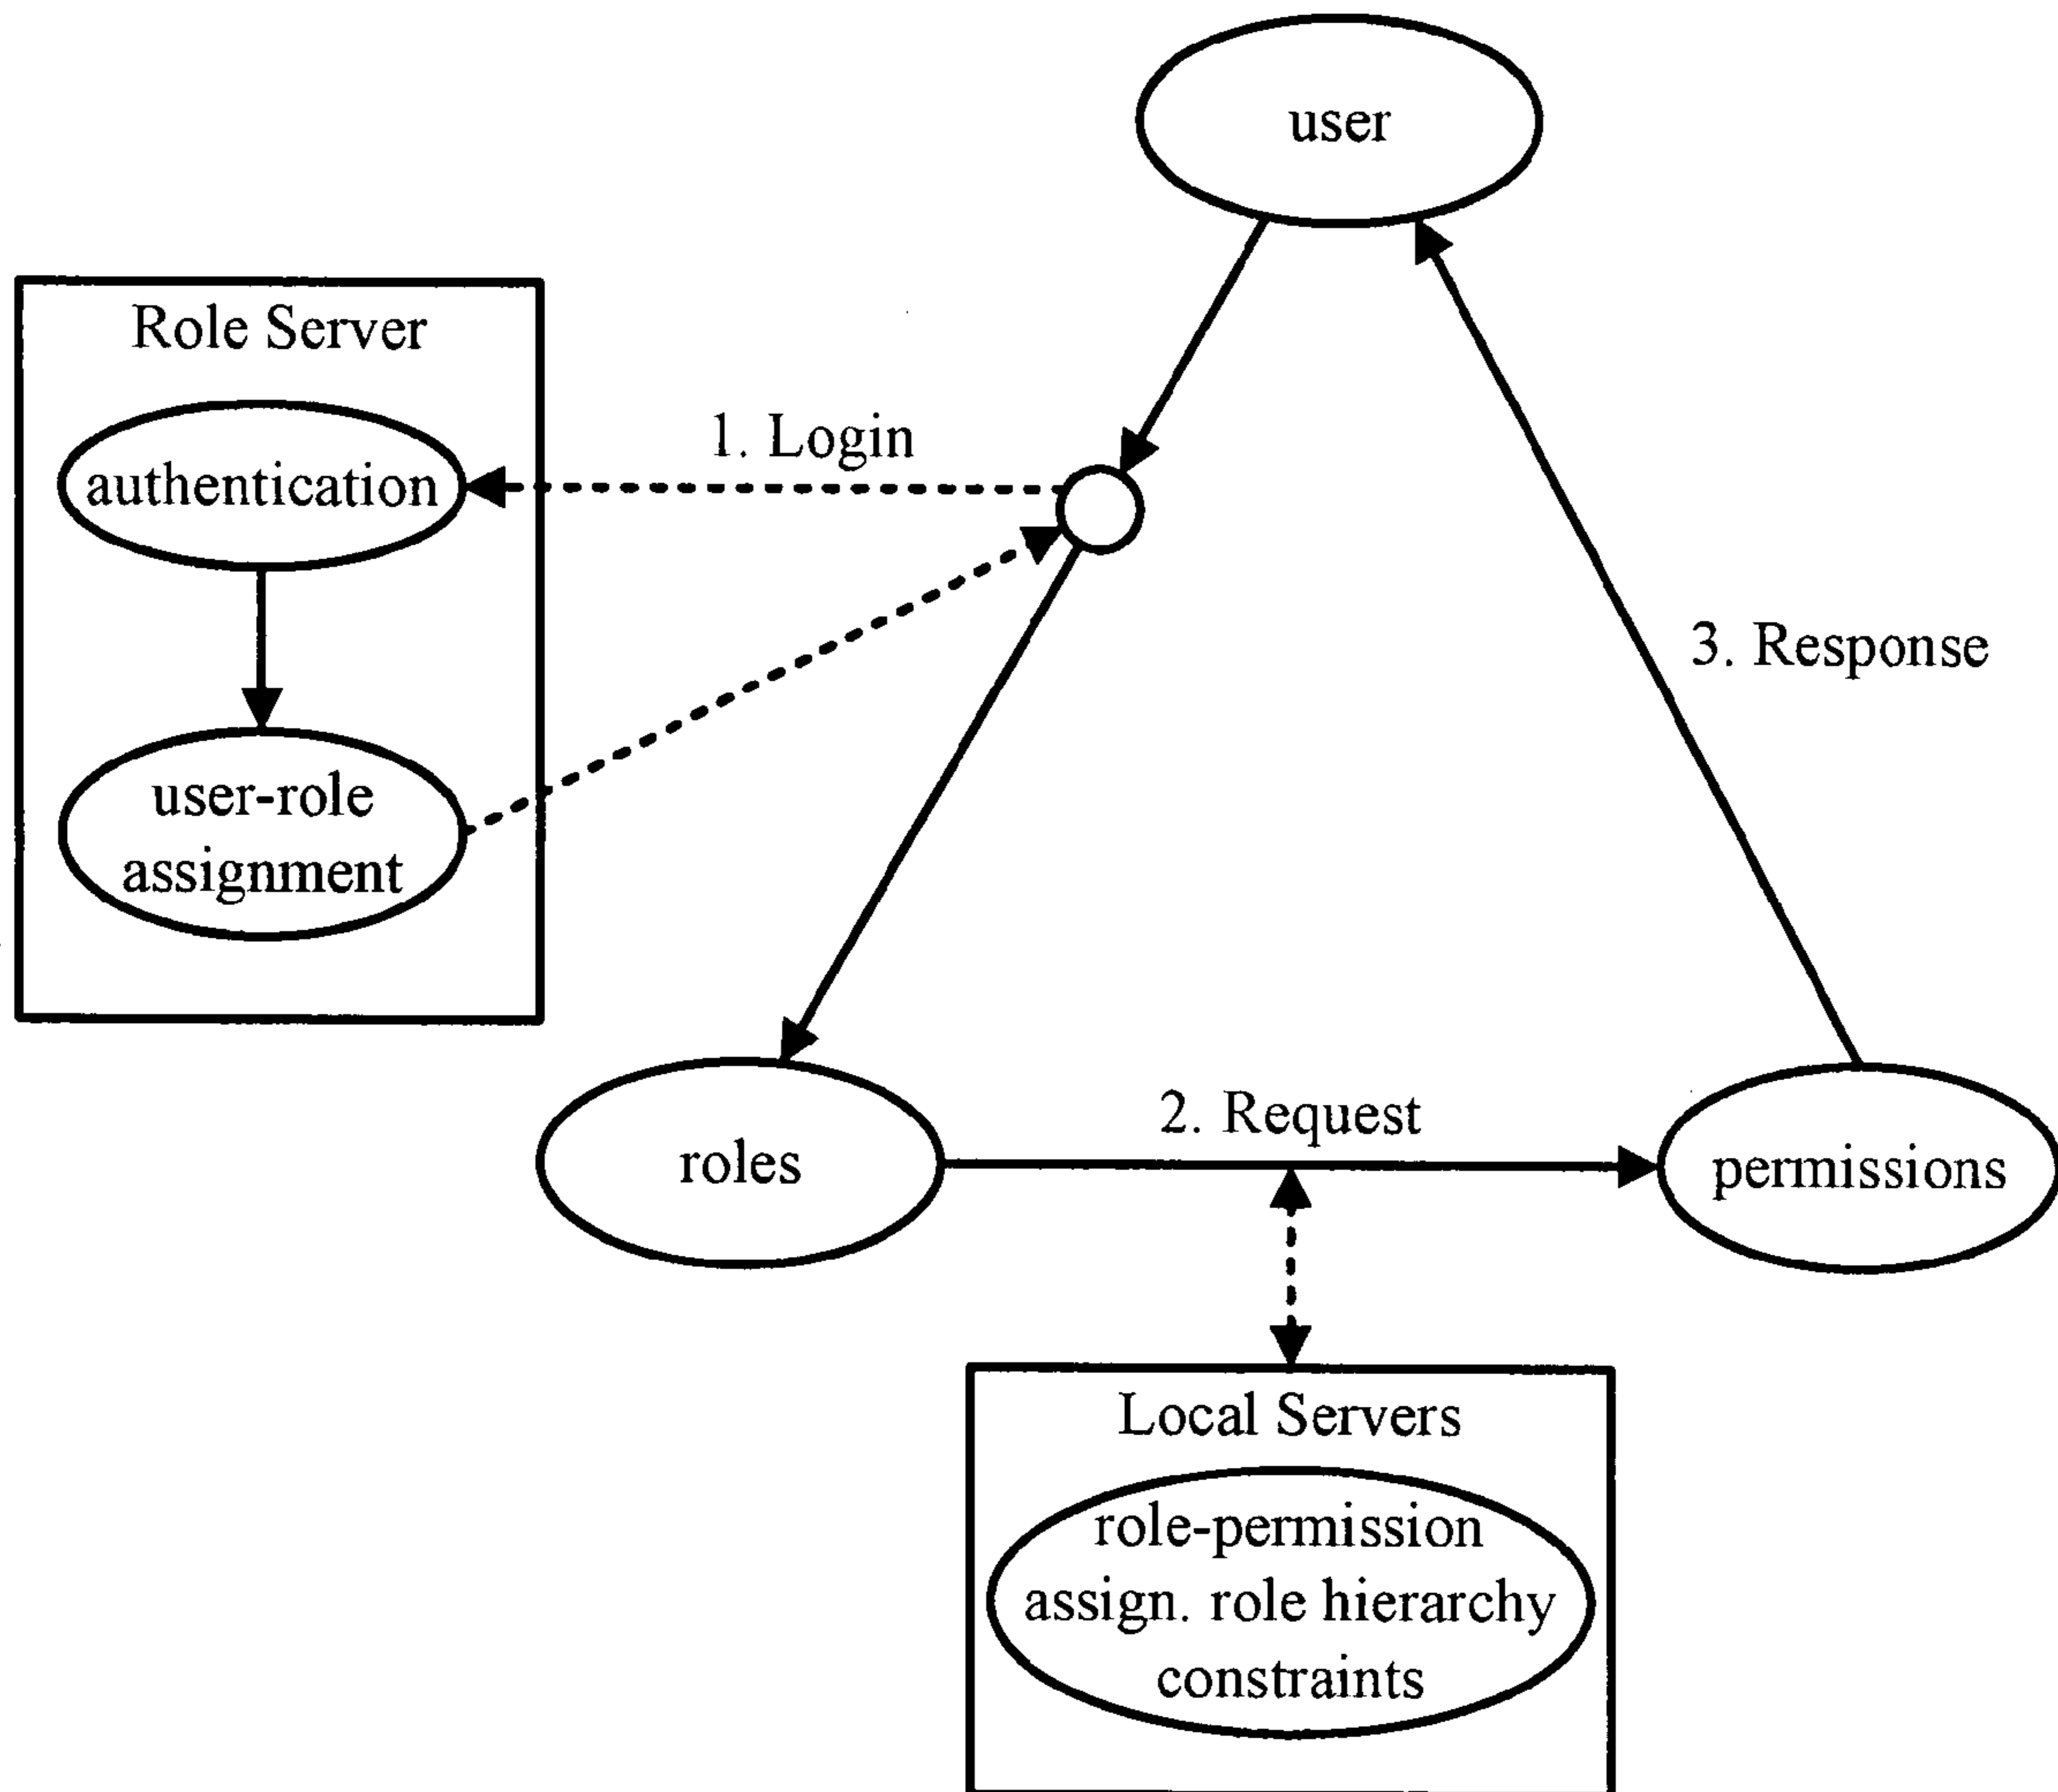 user
Role Server
1. Login
authentication
3. Response
user-role
assignment
2. Request
roles
permissions
Local Servers
role-permission
assign. role hierarchy
constraints